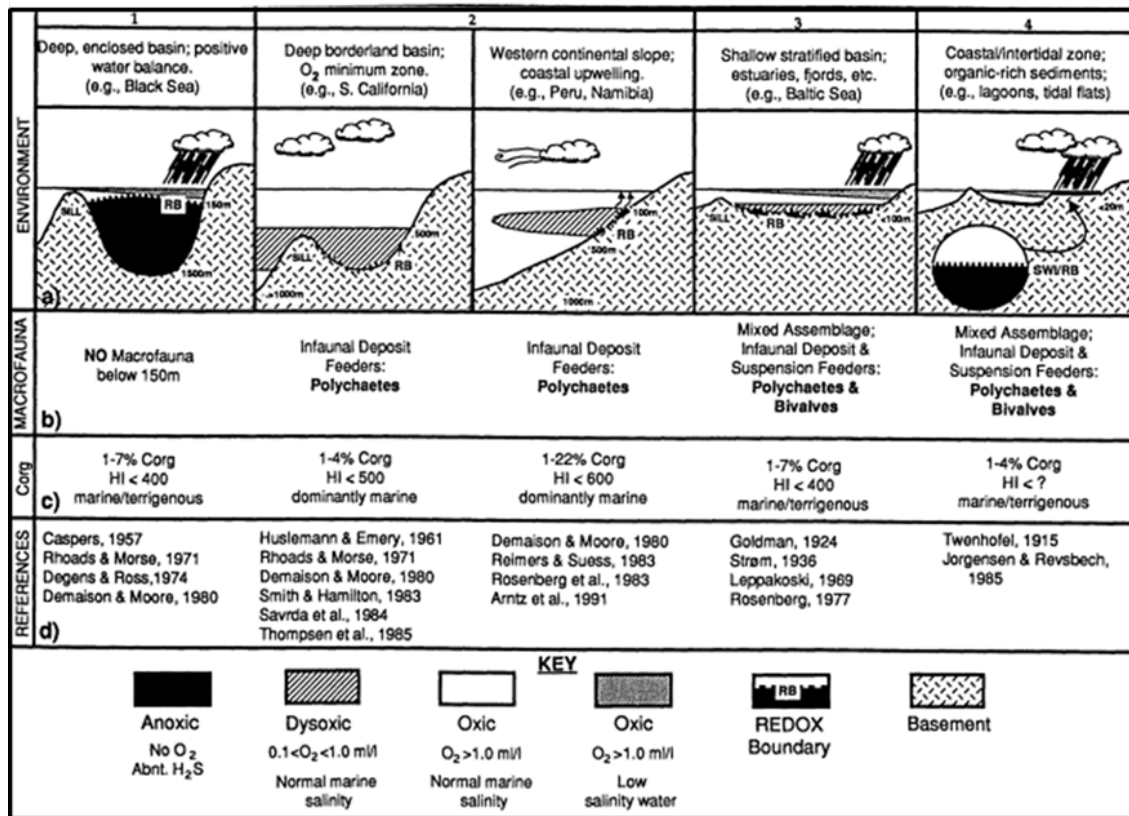 1
2
3
4
Deep, enclosed basin; positive
water balance.
(e.g., Black Sea)
Deep borderland basin;
O2 minimum zone.
(e.g., S. California)
Western continental slope;
coastal upwelling.
(e.g., Peru, Namibia)
Shallow stratified basin;
estuaries, fjords, etc.
(e.g., Baltic Sea)
Coastal/intertidal zone;
organic-rich sediments;
(e.g., lagoons, tidal flats)
ENVIRONMENT
a)
SILL
RB
150m
1500m
SILL
500m
RB
1000m
100m
RB
500m
1000m
SILL
RB
<100m
<20m
SWI/RB
MACROFAUNA
b)
NO Macrofauna
below 150m
Infaunal Deposit
Feeders:
Polychaetes
Infaunal Deposit
Feeders:
Polychaetes
Mixed Assemblage;
Infaunal Deposit &
Suspension Feeders:
Polychaetes &
Bivalves
Mixed Assemblage;
Infaunal Deposit &
Suspension Feeders:
Polychaetes &
Bivalves
Corg
c)
1-7% Corg
HI < 400
marine/terrigenous
1-4% Corg
HI < 500
dominantly marine
1-22% Corg
HI < 600
dominantly marine
1-7% Corg
HI < 400
marine/terrigenous
1-4% Corg
HI < ?
marine/terrigenous
REFERENCES
d)
Caspers, 1957
Rhoads & Morse, 1971
Degens & Ross,1974
Demaison & Moore, 1980
Huslemann & Emery, 1961
Rhoads & Morse, 1971
Demaison & Moore, 1980
Smith & Hamilton, 1983
Savrda et al., 1984
Thompsen et al., 1985
Demaison & Moore, 1980
Reimers & Suess, 1983
Rosenberg et al., 1983
Arntz et al., 1991
Goldman, 1924
Strøm, 1936
Leppakoski, 1969
Rosenberg, 1977
Twenhofel, 1915
Jorgensen & Revsbech,
1985
KEY
Anoxic
No O2
Abnt. H2S
Dysoxic
0.1<O2<1.0 ml/l
Normal marine
salinity
Oxic
O2>1.0 ml/l
Normal marine
salinity
Oxic
O2>1.0 ml/l
Low
salinity water
RB
REDOX
Boundary
Basement